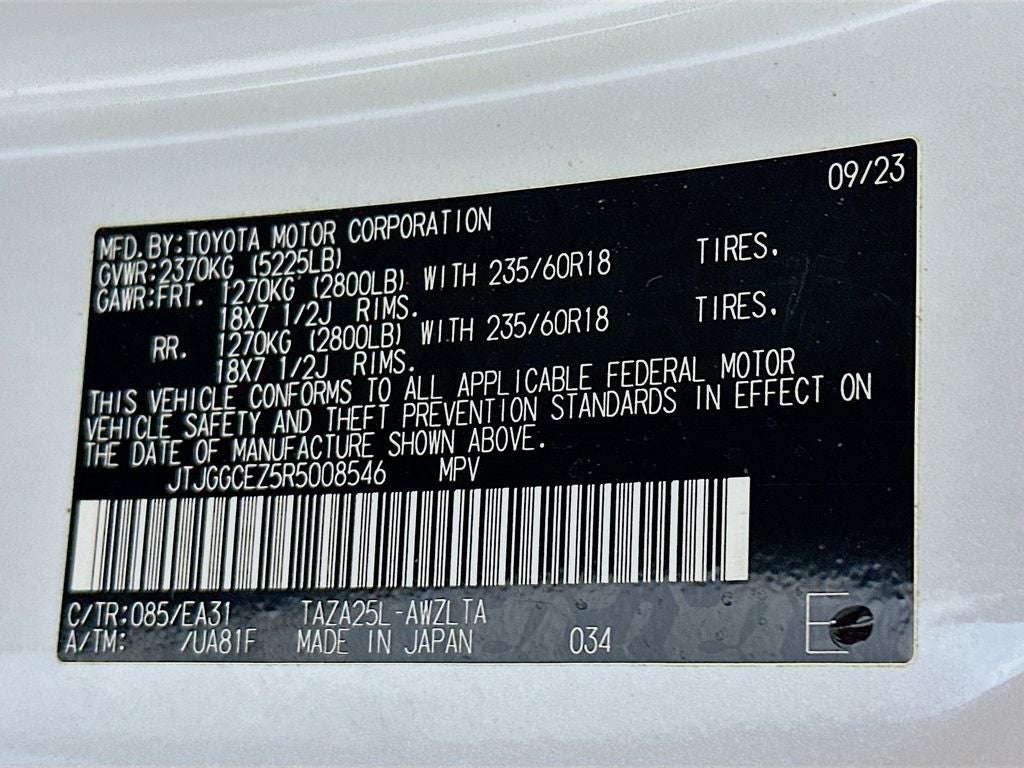 09/23
MFD.BY:TOYOTA MOTOR CORPORATION
GVWR:2370KG (5225LB)
GAWR:FRT. 1270KG (2800LB) WITH 235/60R18 TIRES.
18X7 1/2J RIMS.
RR. 1270KG (2800LB) WITH 235/60R18 TIRES.
18X7 1/2J RIMS.
THIS VEHICLE CONFORMS TO ALL APPLICABLE FEDERAL MOTOR
VEHICLE SAFETY AND THEFT PREVENTION STANDARDS IN EFFECT ON
THE DATE OF MANUFACTURE SHOWN ABOVE.
JTJGGCEZ5R5008546 MPV
C/TR:085/EA31 TAZA25L-AWZLTA
A/TM: /UA81F MADE IN JAPAN 034 E